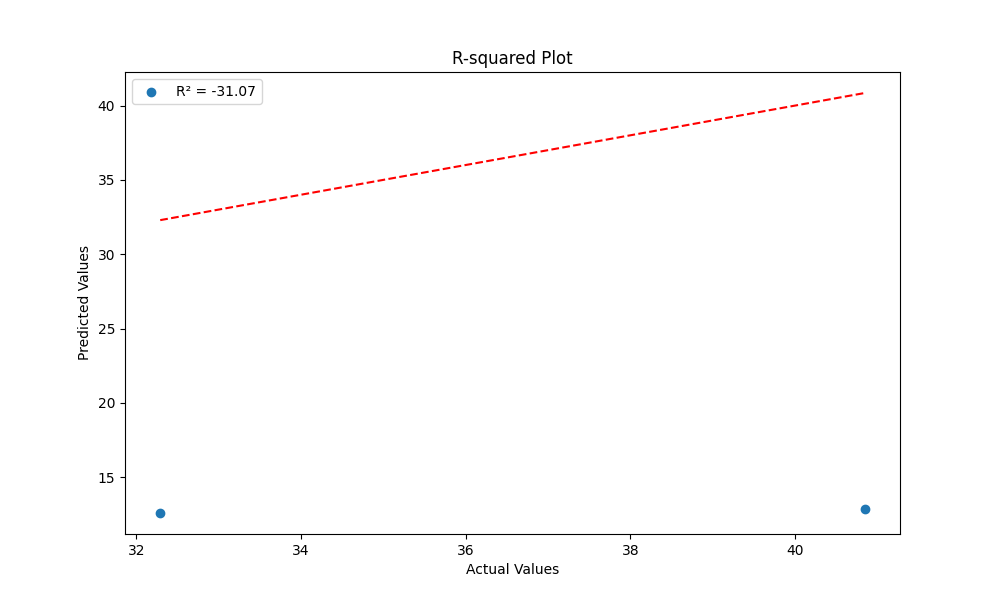 R-squared Plot
R² = -31.07
40
35
30
25
20
15
Predicted Values
32
34
36
38
40
Actual Values